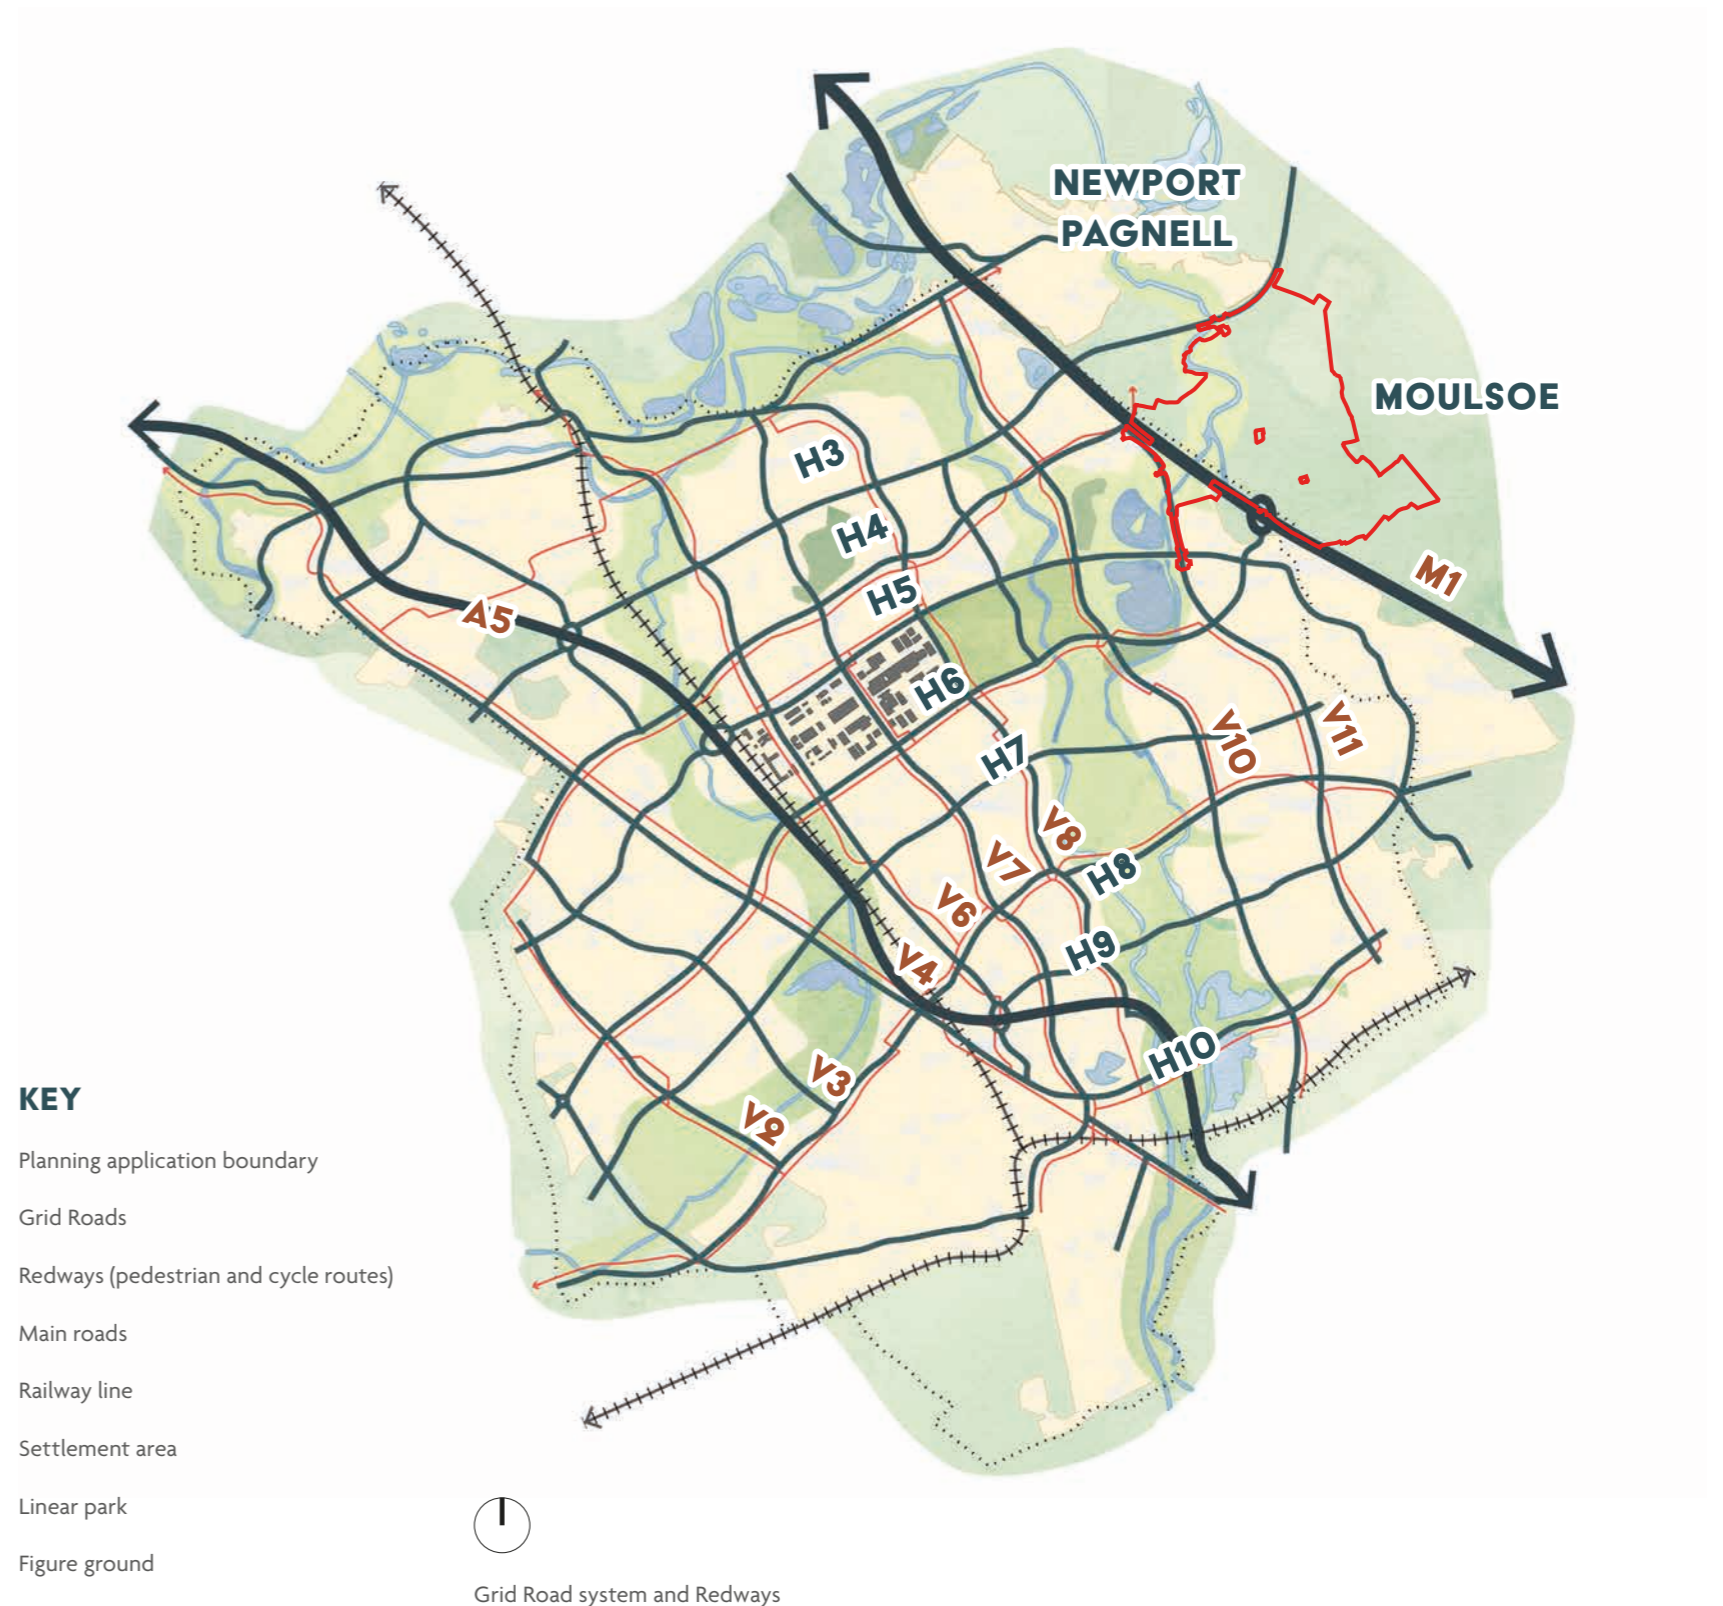 NEWPORT
PAGNELL
MOULSOE
H3
H4
H5
A5
M1
H6
V10
V11
H7
V8
V7
H8
V6
H9
V4
H10
V3
V2
KEY
Planning application boundary
Grid Roads
Redways (pedestrian and cycle routes)
Main roads
Railway line
Settlement area
Linear park
Figure ground
Grid Road system and Redways